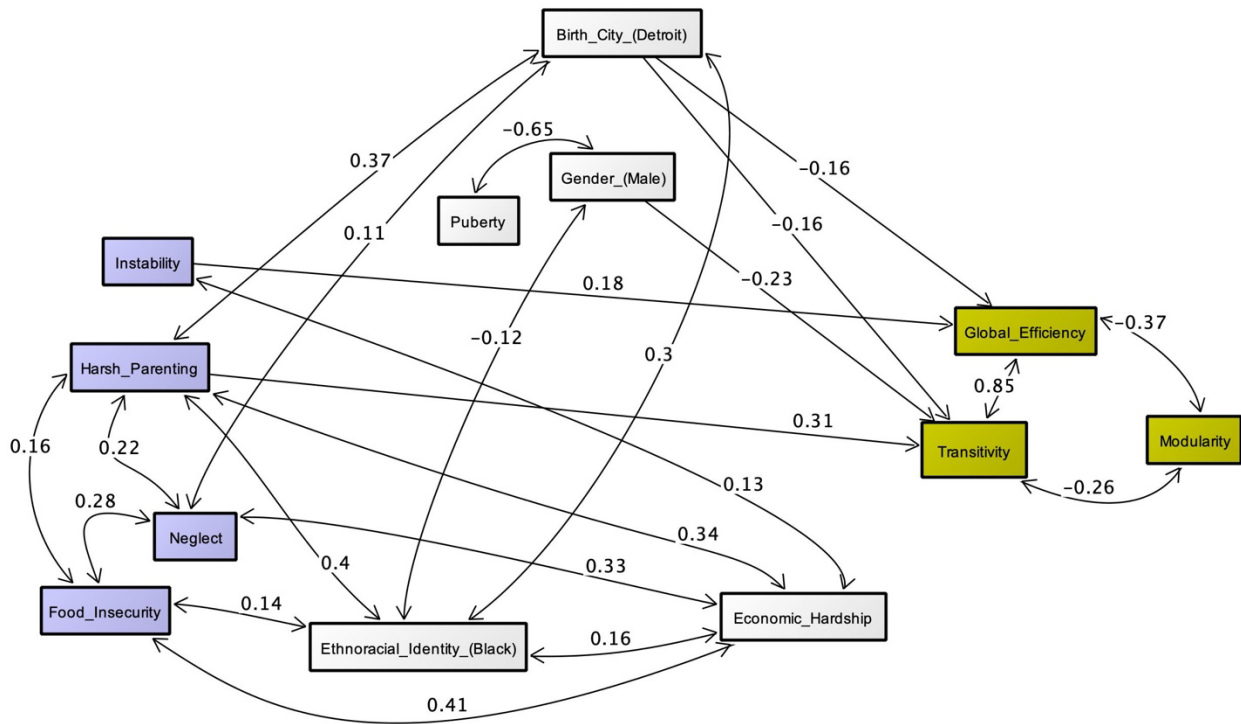 Birth_City_(Detroit)
−0.65
0.37
Gender_(Male)
−0.16
Puberty
−0.16
0.11
Instability
−0.23
0.18
Global_Efficiency
−0.37
−0.12
0.3
Harsh_Parenting
0.85
0.31
Transitivity
Modularity
0.16
0.22
−0.26
0.13
0.28
Neglect
0.34
0.4
0.33
Food_Insecurity
0.14
Economic_Hardship
Ethnoracial_Identity_(Black)
0.16
0.41